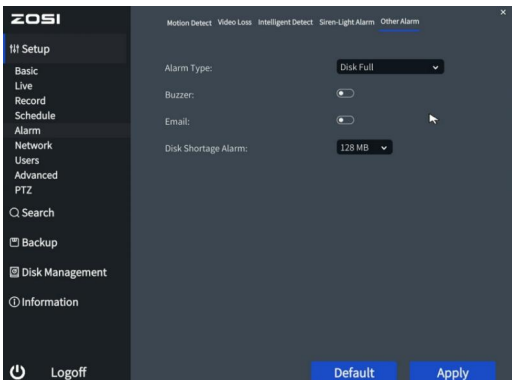 ZOSI
Motion Detect Video Loss Intelligent Detect Siren-Light Alarm Other Alarm
Setup
Basic
Live
Record
Schedule
Alarm
Network
Users
Advanced
PTZ
Search
Backup
Disk Management
Information
Logoff
Alarm Type: Disk Full
Buzzer:
Email:
Disk Shortage Alarm: 128 MB
Default Apply